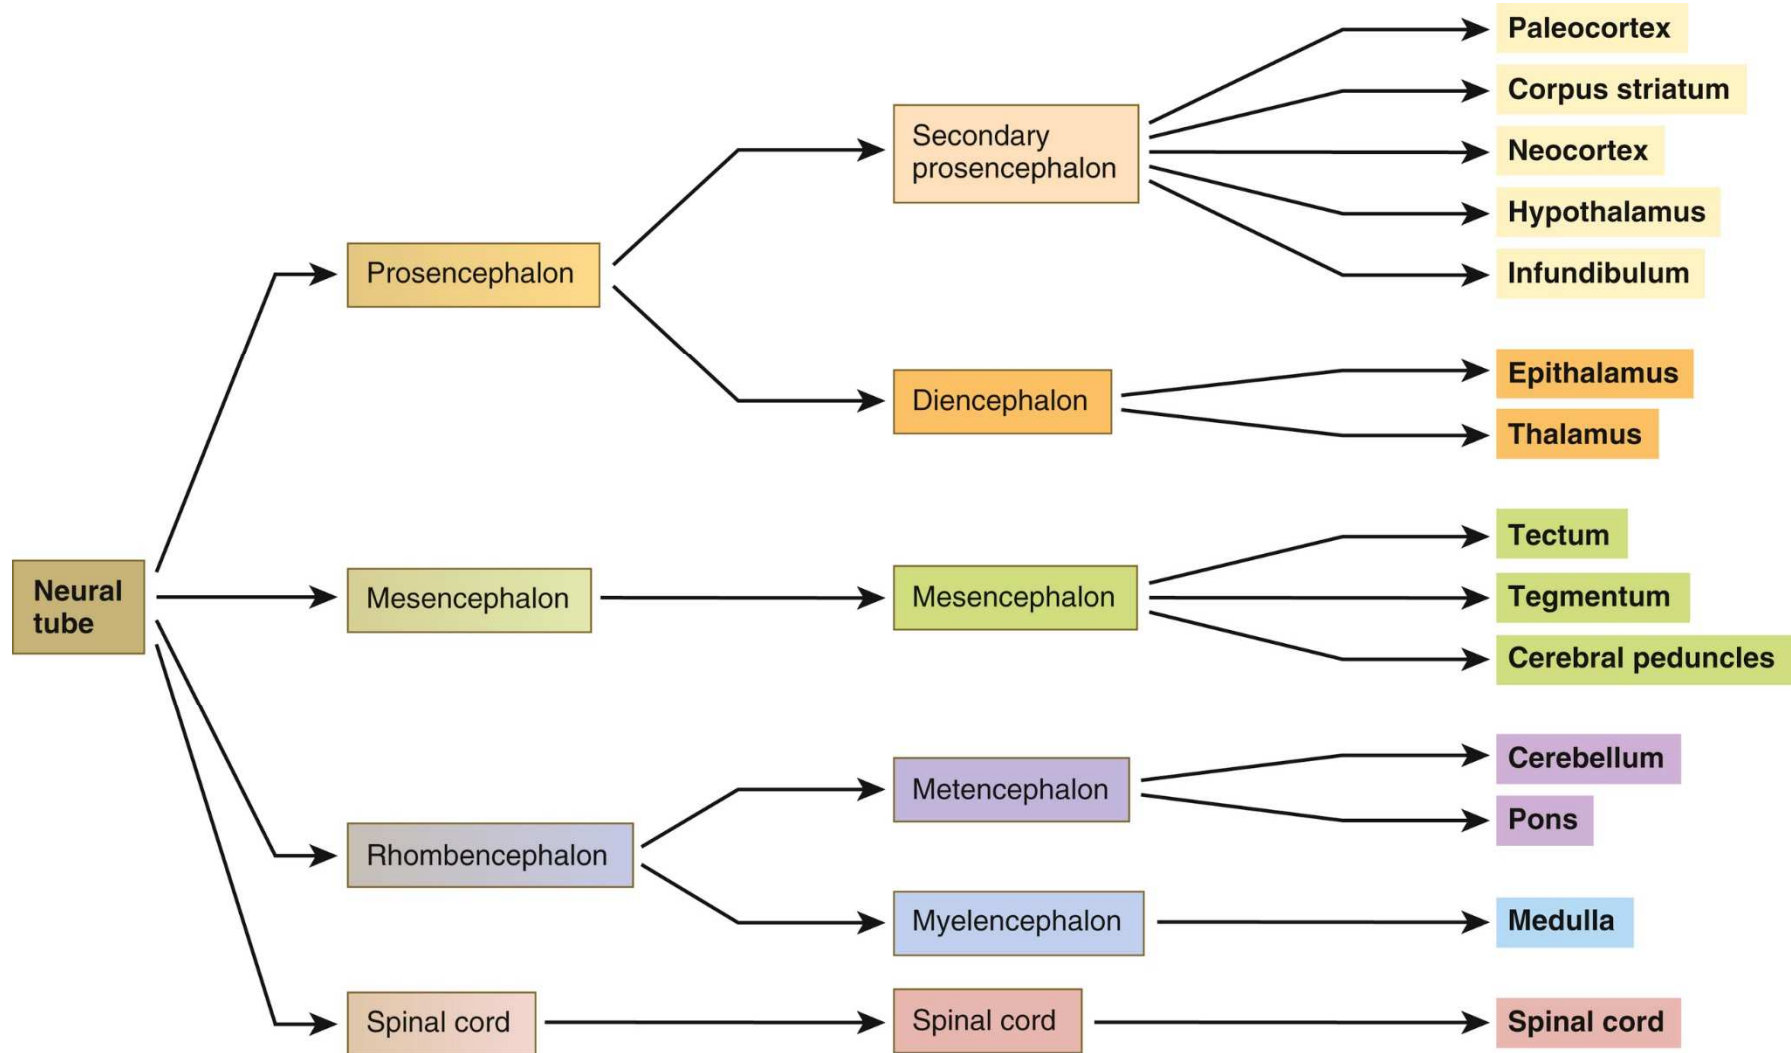 Neural
tube
Prosencephalon
Mesencephalon
Rhombencephalon
Spinal cord
Secondary
prosencephalon
Diencephalon
Mesencephalon
Metencephalon
Myelencephalon
Spinal cord
Paleocortex
Corpus striatum
Neocortex
Hypothalamus
Infundibulum
Epithalamus
Thalamus
Tectum
Tegmentum
Cerebral peduncles
Cerebellum
Pons
Medulla
Spinal cord